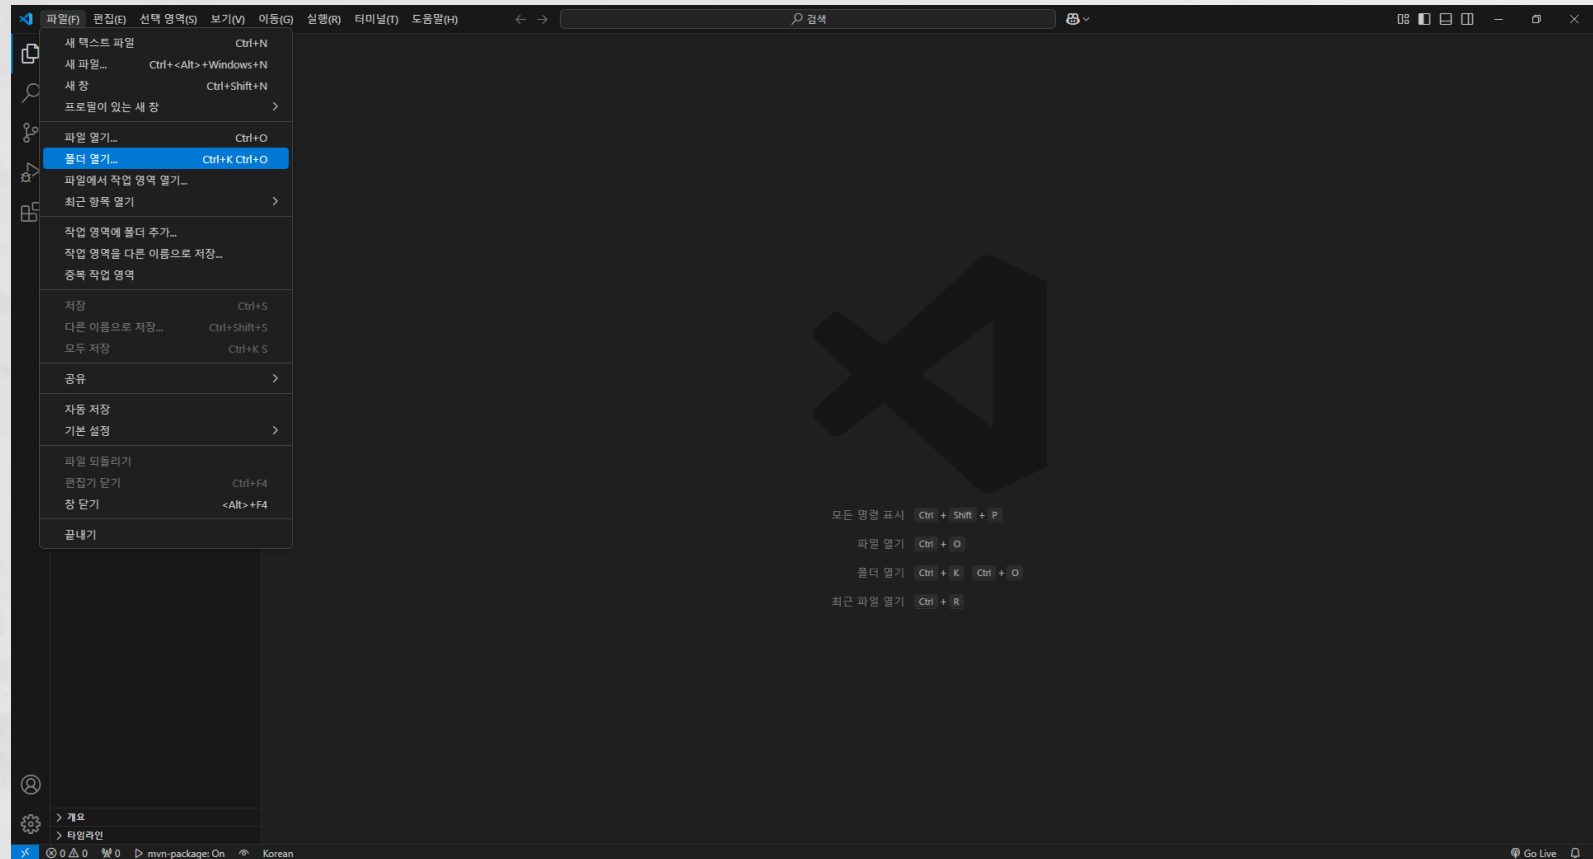 파일(F) 편집(E) 선택 영역(S) 보기(V) 이동(G) 실행(R) 터미널(T) 도움말(H) 검색
새 텍스트 파일 Ctrl+N
새 파일... Ctrl+<Alt>+Windows+N
새 창 Ctrl+Shift+N
프로필이 있는 새 창
파일 열기... Ctrl+O
폴더 열기... Ctrl+K Ctrl+O
파일에서 작업 영역 열기...
최근 항목 열기
작업 영역에 폴더 추가...
작업 영역을 다른 이름으로 저장...
중복 작업 영역
저장 Ctrl+S
다른 이름으로 저장... Ctrl+Shift+S
모두 저장 Ctrl+K S
공유
자동 저장
기본 설정
파일 되돌리기
편집기 닫기 Ctrl+F4
창 닫기 <Alt>+F4
끝내기
모든 명령 표시 Ctrl + Shift + P
파일 열기 Ctrl + O
폴더 열기 Ctrl + K Ctrl + O
최근 파일 열기 Ctrl + R
개요
타임라인
0 0 0 mvn-package: On Korean Go Live